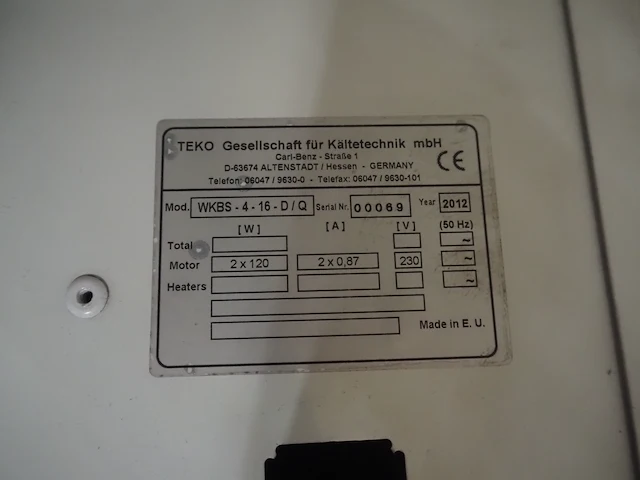 TEKO Gesellschaft für Kältetechnik mbH
Carl-Benz - Straße 1
D-63674 ALTENSTADT / Hessen - GERMANY
Telefon: 06047 / 9630-0 - Telefax: 06047 / 9630-101
CE
Mod. WKBS - 4 - 16 - D / Q Serial Nr. 00069 Year 2012
[ W ] [ A ] [ V ] (50 Hz)
Total ~
Motor 2 x 120 2 x 0,87 230 ~
Heaters ~
Made in E. U.